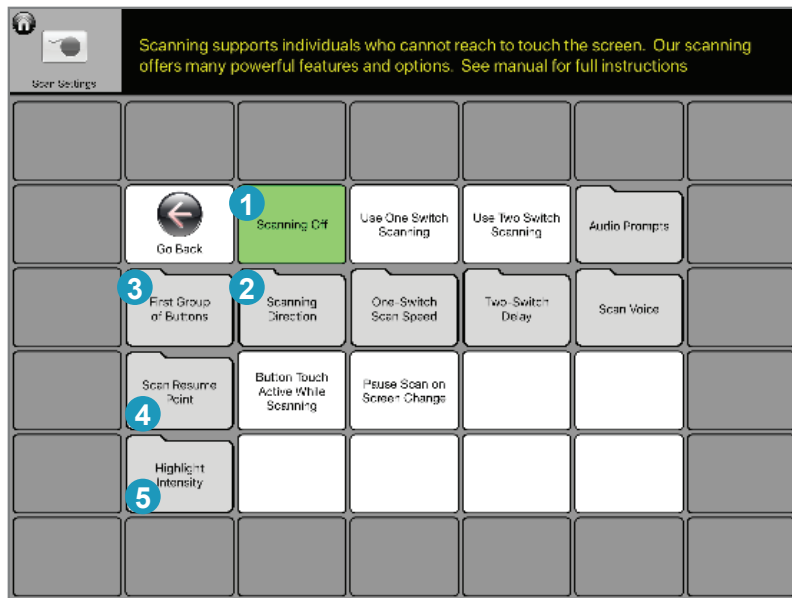 Scanning supports individuals who cannot reach to touch the screen. Our scanning
offers many powerful features and options. See manual for full instructions
Scan Settings
1
Go Back
Scanning Off
Use One Switch
Scanning
Use Two Switch
Scanning
Audio Prompts
3
First Group
of Buttons
2
Scanning
Direction
One-Switch
Scan Speed
Two-Switch
Delay
Scan Voice
Scan Resume
Point
4
Button Touch
Active While
Scanning
Pause Scan on
Screen Change
Highlight
Intensity
5